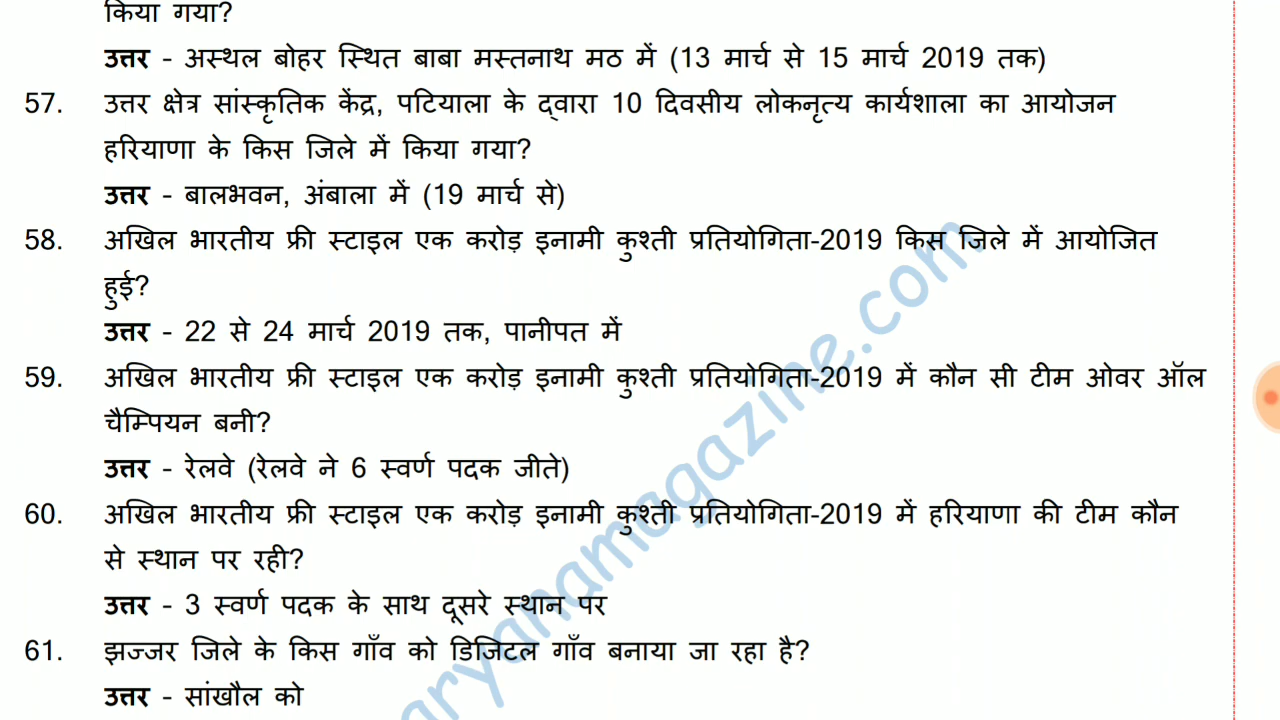 किया गया?
उत्तर - अस्थल बोहर स्थित बाबा मस्तनाथ मठ में (13 मार्च से 15 मार्च 2019 तक)
57. उत्तर क्षेत्र सांस्कृतिक केंद्र, पटियाला के द्वारा 10 दिवसीय लोकनृत्य कार्यशाला का आयोजन
हरियाणा के किस जिले में किया गया?
उत्तर - बालभवन, अंबाला में (19 मार्च से)
58. अखिल भारतीय फ्री स्टाइल एक करोड़ इनामी कुश्ती प्रतियोगिता-2019 किस जिले में आयोजित
हुई?
उत्तर - 22 से 24 मार्च 2019 तक, पानीपत में
59. अखिल भारतीय फ्री स्टाइल एक करोड़ इनामी कुश्ती प्रतियोगिता-2019 में कौन सी टीम ओवर ऑल
चैम्पियन बनी?
उत्तर - रेलवे (रेलवे ने 6 स्वर्ण पदक जीते)
60. अखिल भारतीय फ्री स्टाइल एक करोड़ इनामी कुश्ती प्रतियोगिता-2019 में हरियाणा की टीम कौन
से स्थान पर रही?
उत्तर - 3 स्वर्ण पदक के साथ दूसरे स्थान पर
61. झज्जर जिले के किस गाँव को डिजिटल गाँव बनाया जा रहा है?
उत्तर - सांखौल को
aryanamagazine.com